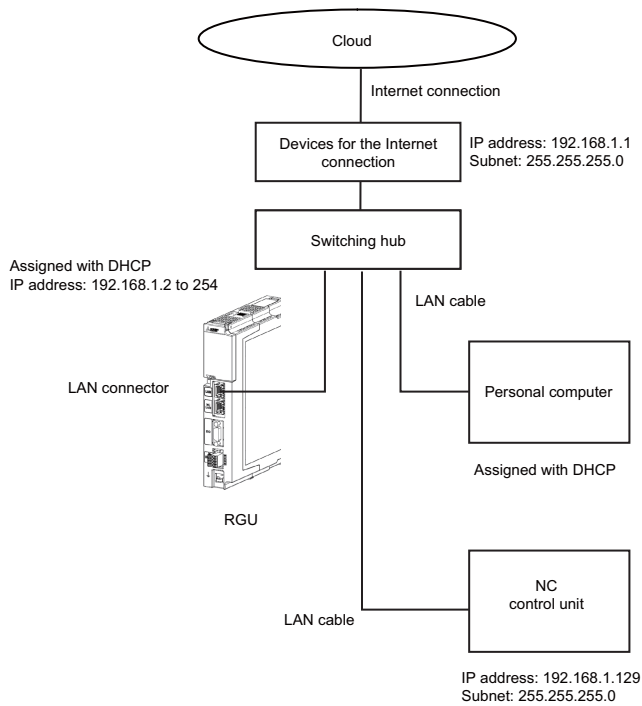 Cloud
Internet connection
Devices for the Internet
connection
IP address: 192.168.1.1
Subnet: 255.255.255.0
Switching hub
Assigned with DHCP
IP address: 192.168.1.2 to 254
LAN cable
LAN connector
Personal computer
Assigned with DHCP
RGU
NC
control unit
LAN cable
IP address: 192.168.1.129
Subnet: 255.255.255.0